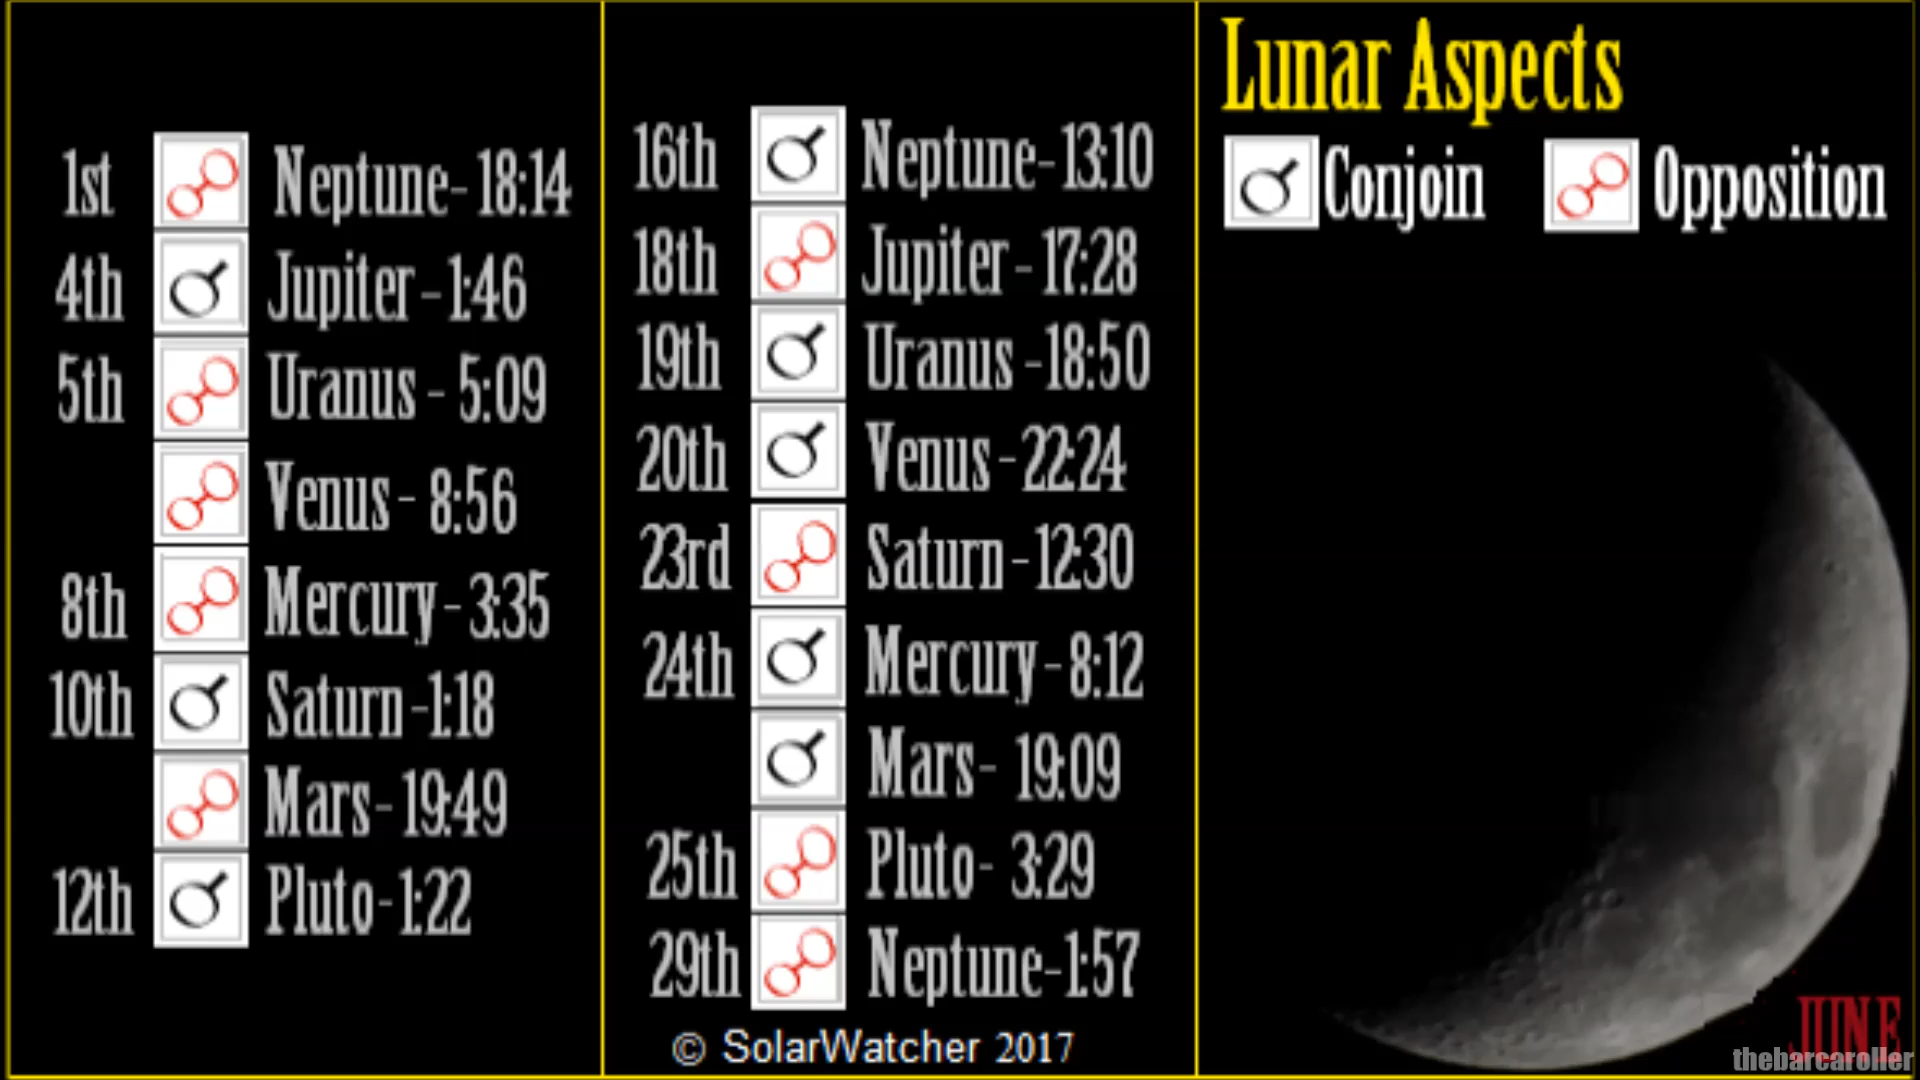 1st Neptune- 18:14
4th Jupiter - 1:46
5th Uranus - 5:09
Venus - 8:56
8th Mercury - 3:35
10th Saturn -1:18
Mars - 19:49
12th Pluto - 1:22
16th Neptune- 13:10
18th Jupiter - 17:28
19th Uranus -18:50
20th Venus - 22:24
23rd Saturn - 12:30
24th Mercury - 8:12
Mars- 19:09
25th Pluto- 3:29
29th Neptune-1:57
© SolarWatcher 2017
Lunar Aspects
Conjoin Opposition
JUNE
thebarcaroller